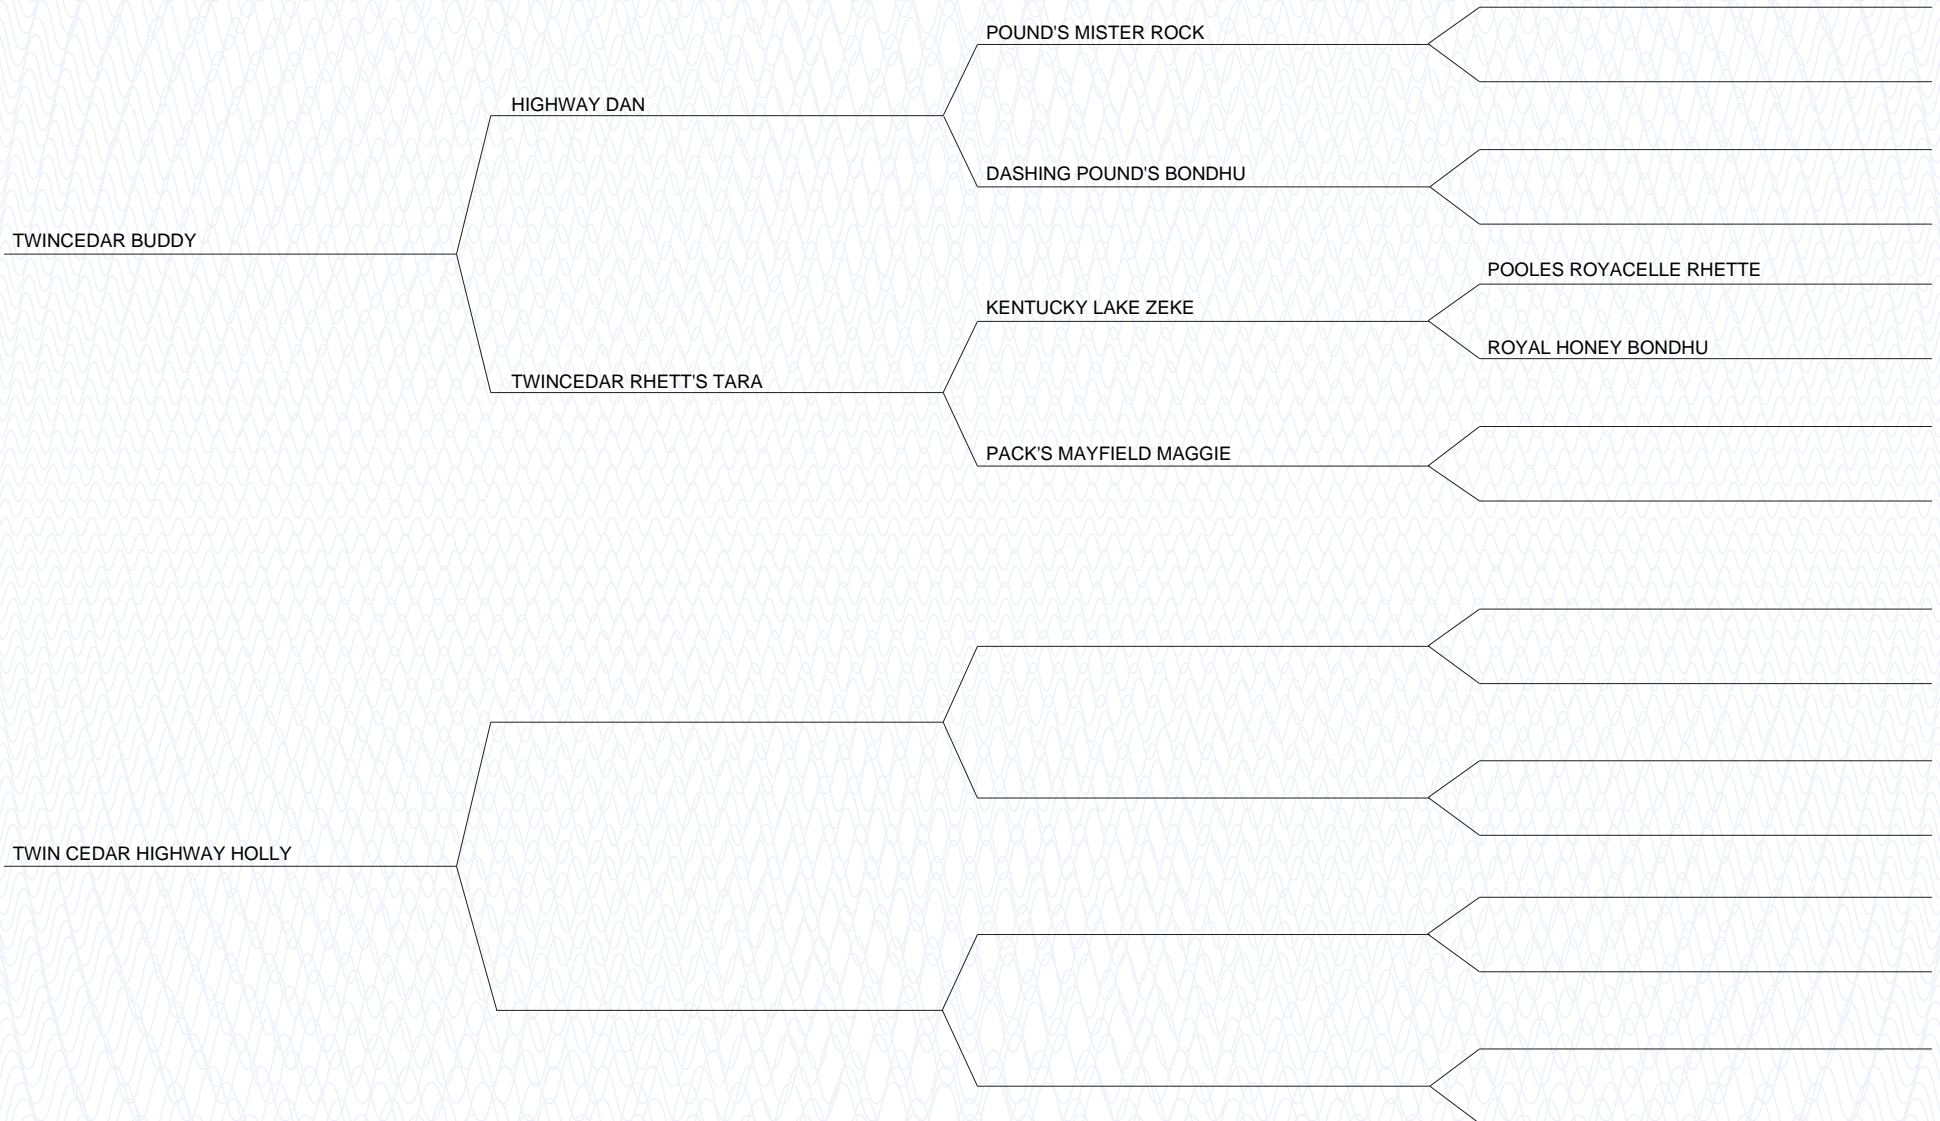 POUND'S MISTER ROCK
HIGHWAY DAN
DASHING POUND'S BONDHU
TWINCEDAR BUDDY
POOLES ROYACELLE RHETTE
KENTUCKY LAKE ZEKE
ROYAL HONEY BONDHU
TWINCEDAR RHETT'S TARA
PACK'S MAYFIELD MAGGIE
TWIN CEDAR HIGHWAY HOLLY